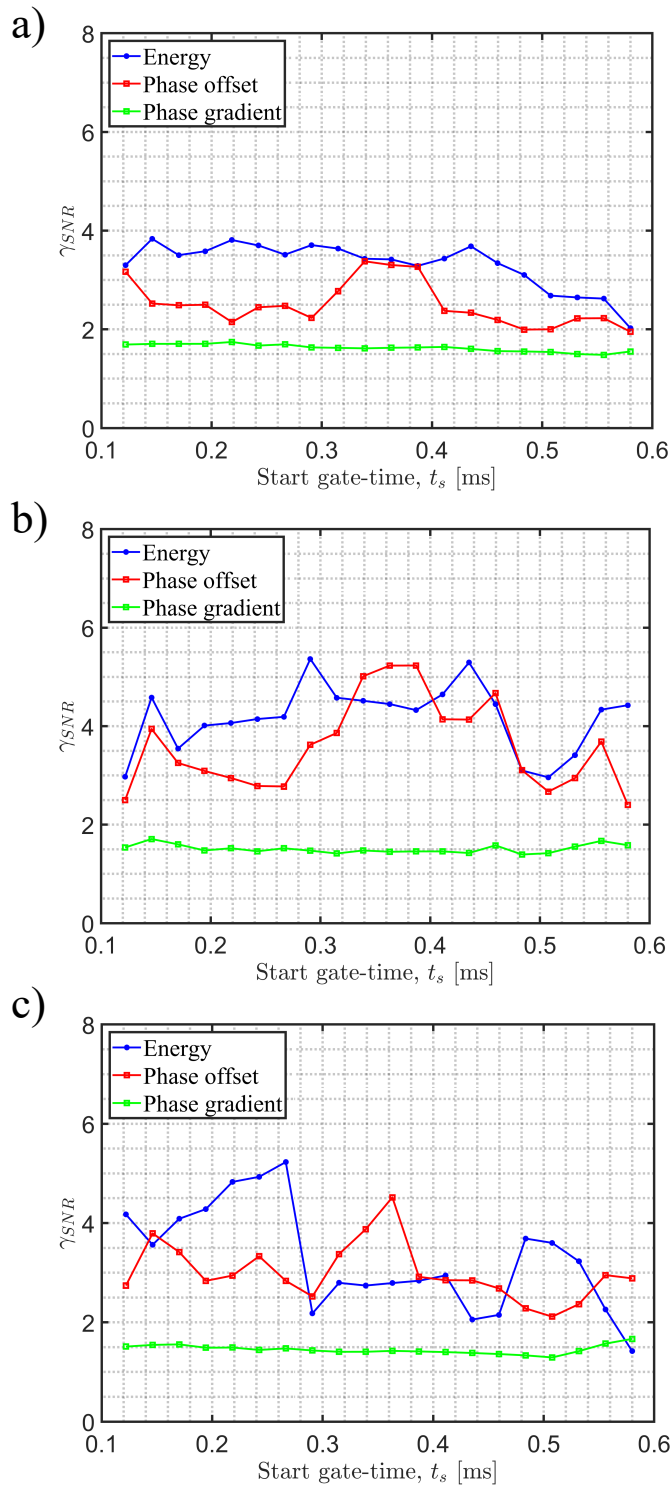 a)
8
6
4
2
0
γSNR
Energy
Phase offset
Phase gradient
0.1 0.2 0.3 0.4 0.5 0.6
Start gate-time, ts [ms]
b)
8
6
4
2
0
γSNR
Energy
Phase offset
Phase gradient
0.1 0.2 0.3 0.4 0.5 0.6
Start gate-time, ts [ms]
c)
8
6
4
2
0
γSNR
Energy
Phase offset
Phase gradient
0.1 0.2 0.3 0.4 0.5 0.6
Start gate-time, ts [ms]